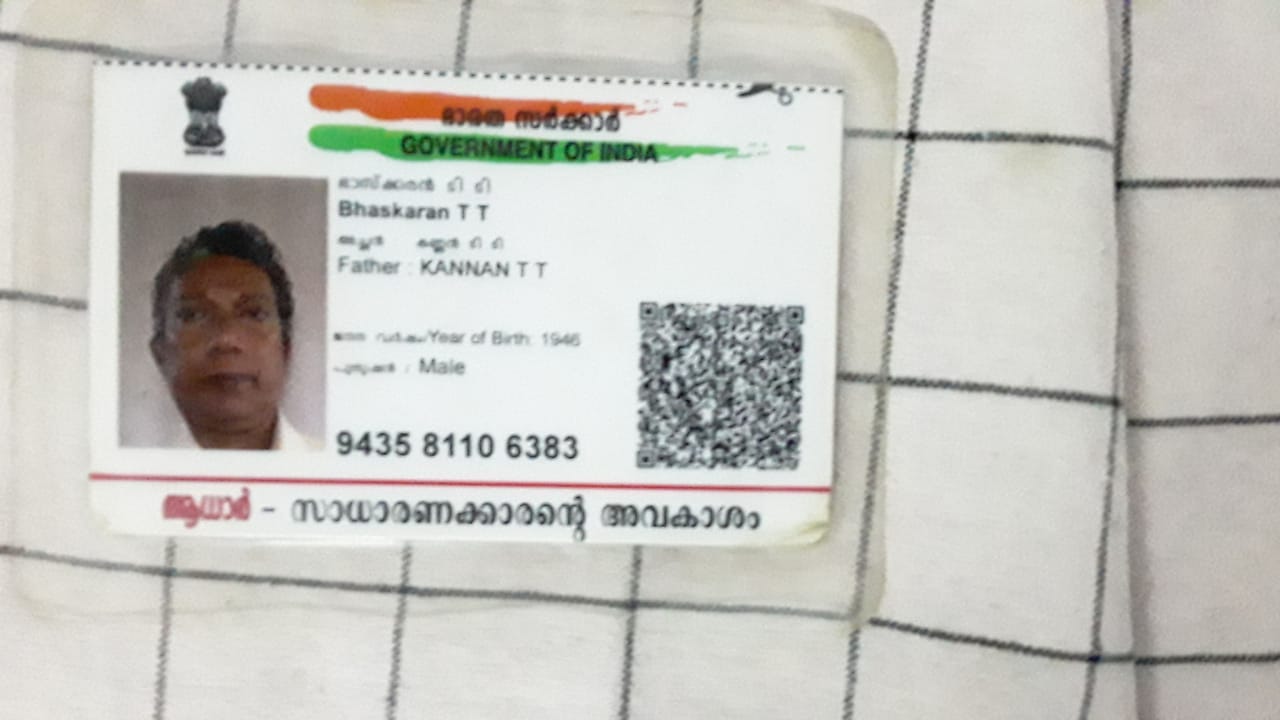 ഭാരത സർക്കാർ
GOVERNMENT OF INDIA
ഭാസ്കരൻ ടി ടി
Bhaskaran T T
അച്ഛൻ : കണ്ണൻ ടി ടി
Father : KANNAN T T
ജനന വർഷം/Year of Birth: 1946
പുരുഷൻ / Male
9435 8110 6383
ആധാർ - സാധാരണക്കാരന്റെ അവകാശം